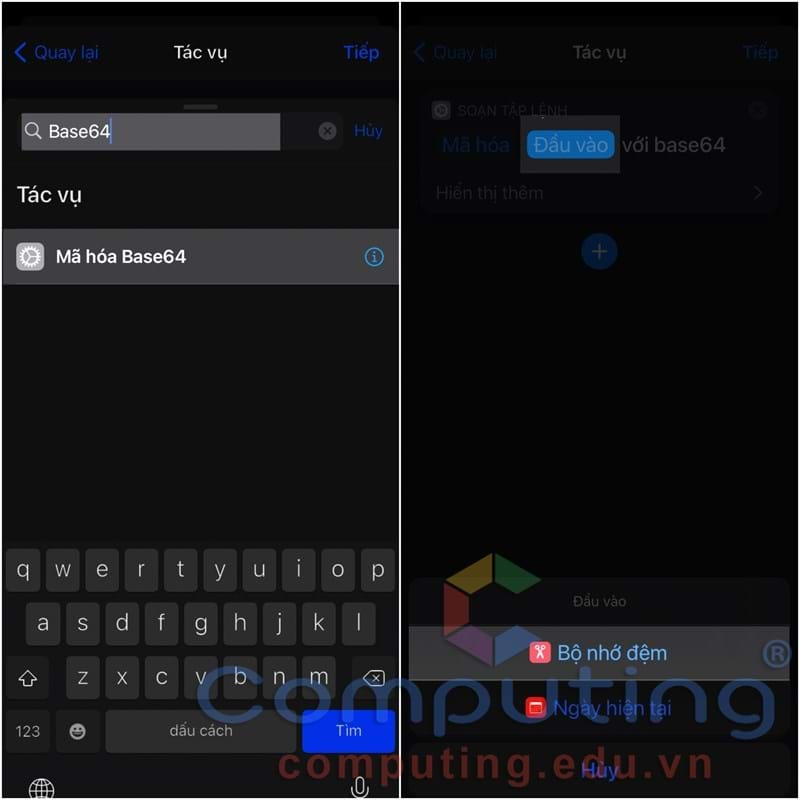 Quay lại
Tác vụ
Tiếp
Base64
Hủy
Tác vụ
Mã hóa Base64
q w e r t y u i o p
a s d f g h j k l
z x c v b n m
123
dấu cách
Tìm
Quay lại
Tác vụ
Tiếp
SOẠN TẬP LỆNH
Mã hóa Đầu vào với base64
Hiển thị thêm
Đầu vào
Bộ nhớ đệm
Ngày hiện tại
Hủy
Computing®
computing.edu.vn